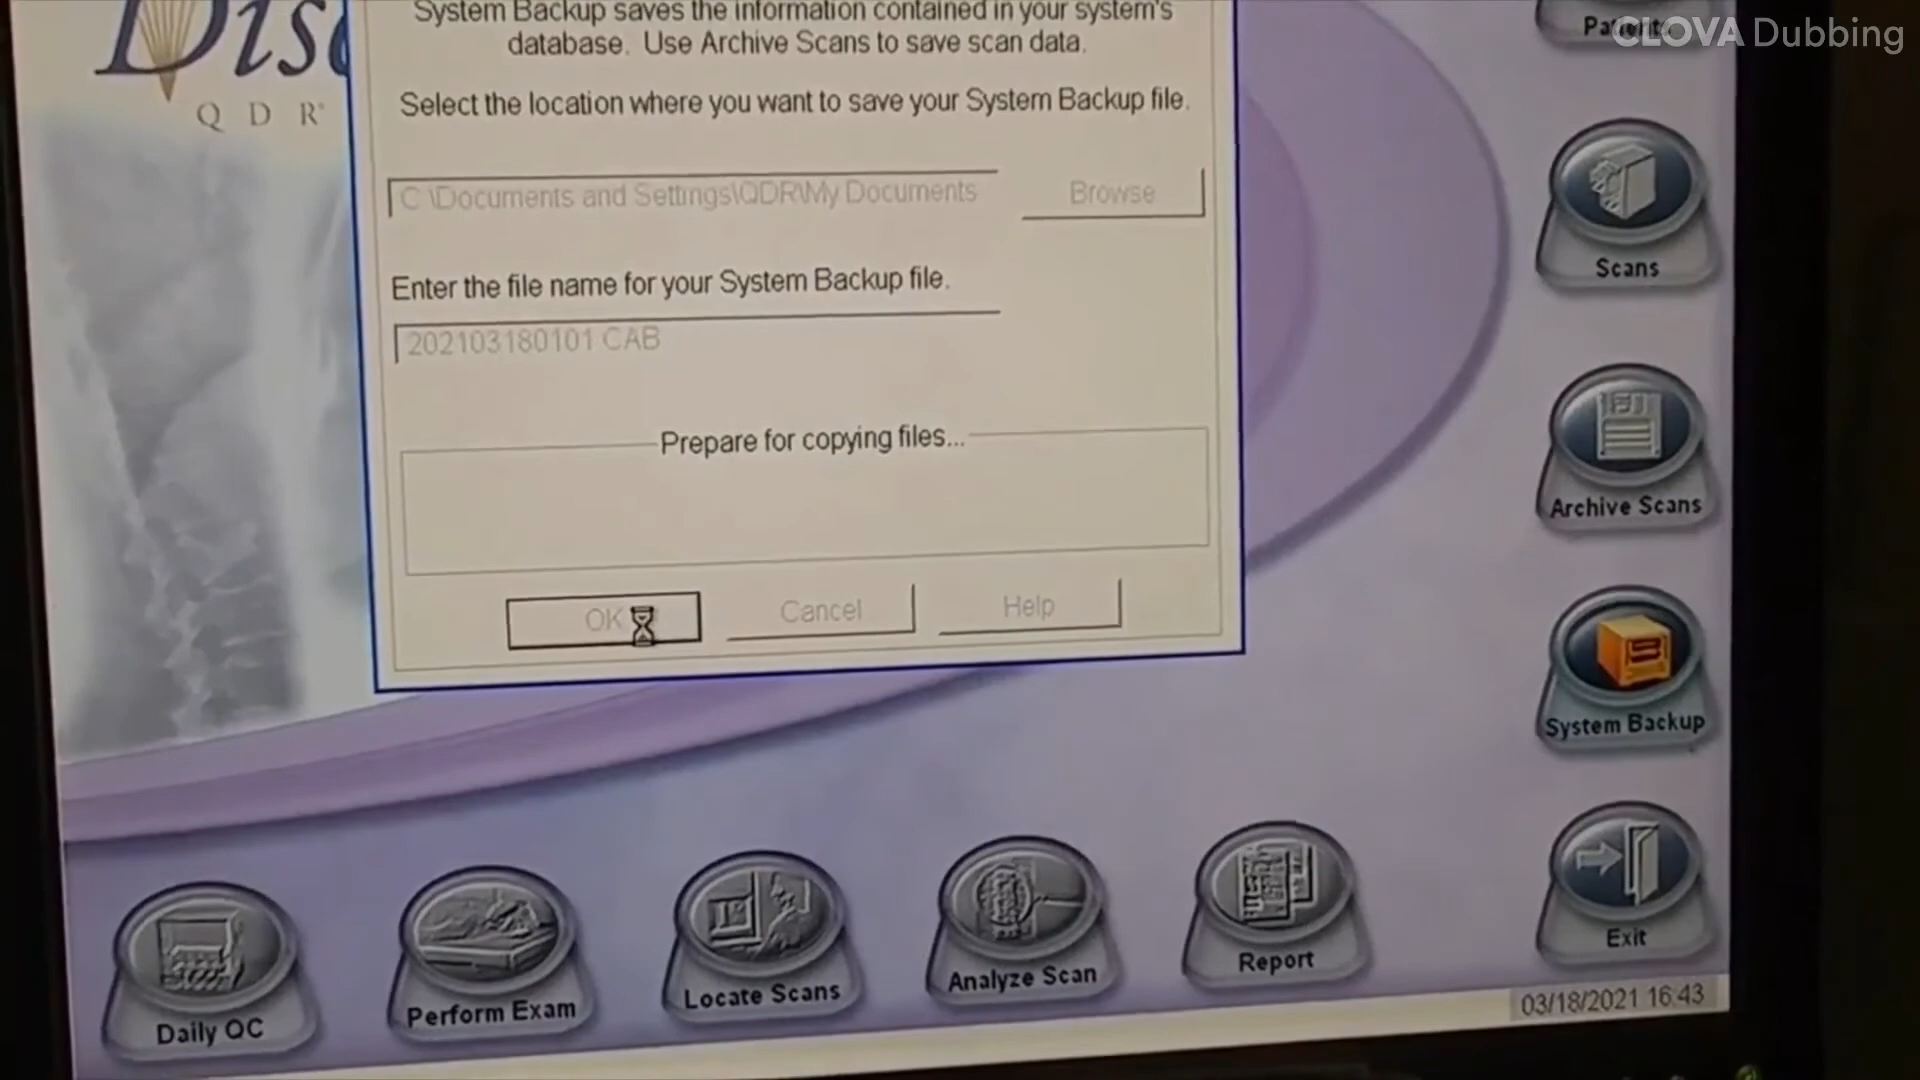 Disc
QDR
System Backup saves the information contained in your system's
database. Use Archive Scans to save scan data.
Select the location where you want to save your System Backup file.
C:\Documents and Settings\QDR\My Documents
Browse
Enter the file name for your System Backup file.
202103180101.CAB
Prepare for copying files...
OK
Cancel
Help
Patients
CLOVA Dubbing
Scans
Archive Scans
System Backup
Exit
Daily QC
Perform Exam
Locate Scans
Analyze Scan
Report
03/18/2021 16:43